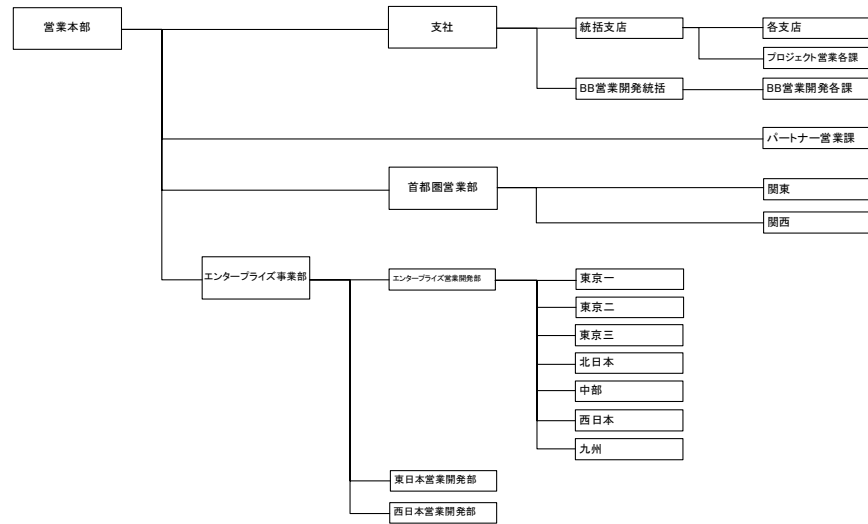 営業本部
支社
統括支店
各支店
プロジェクト営業各課
BB営業開発統括
BB営業開発各課
パートナー営業課
首都圏営業部
関東
関西
エンタープライズ事業部
エンタープライズ営業開発部
東京一
東京二
東京三
北日本
中部
西日本
九州
東日本営業開発部
西日本営業開発部